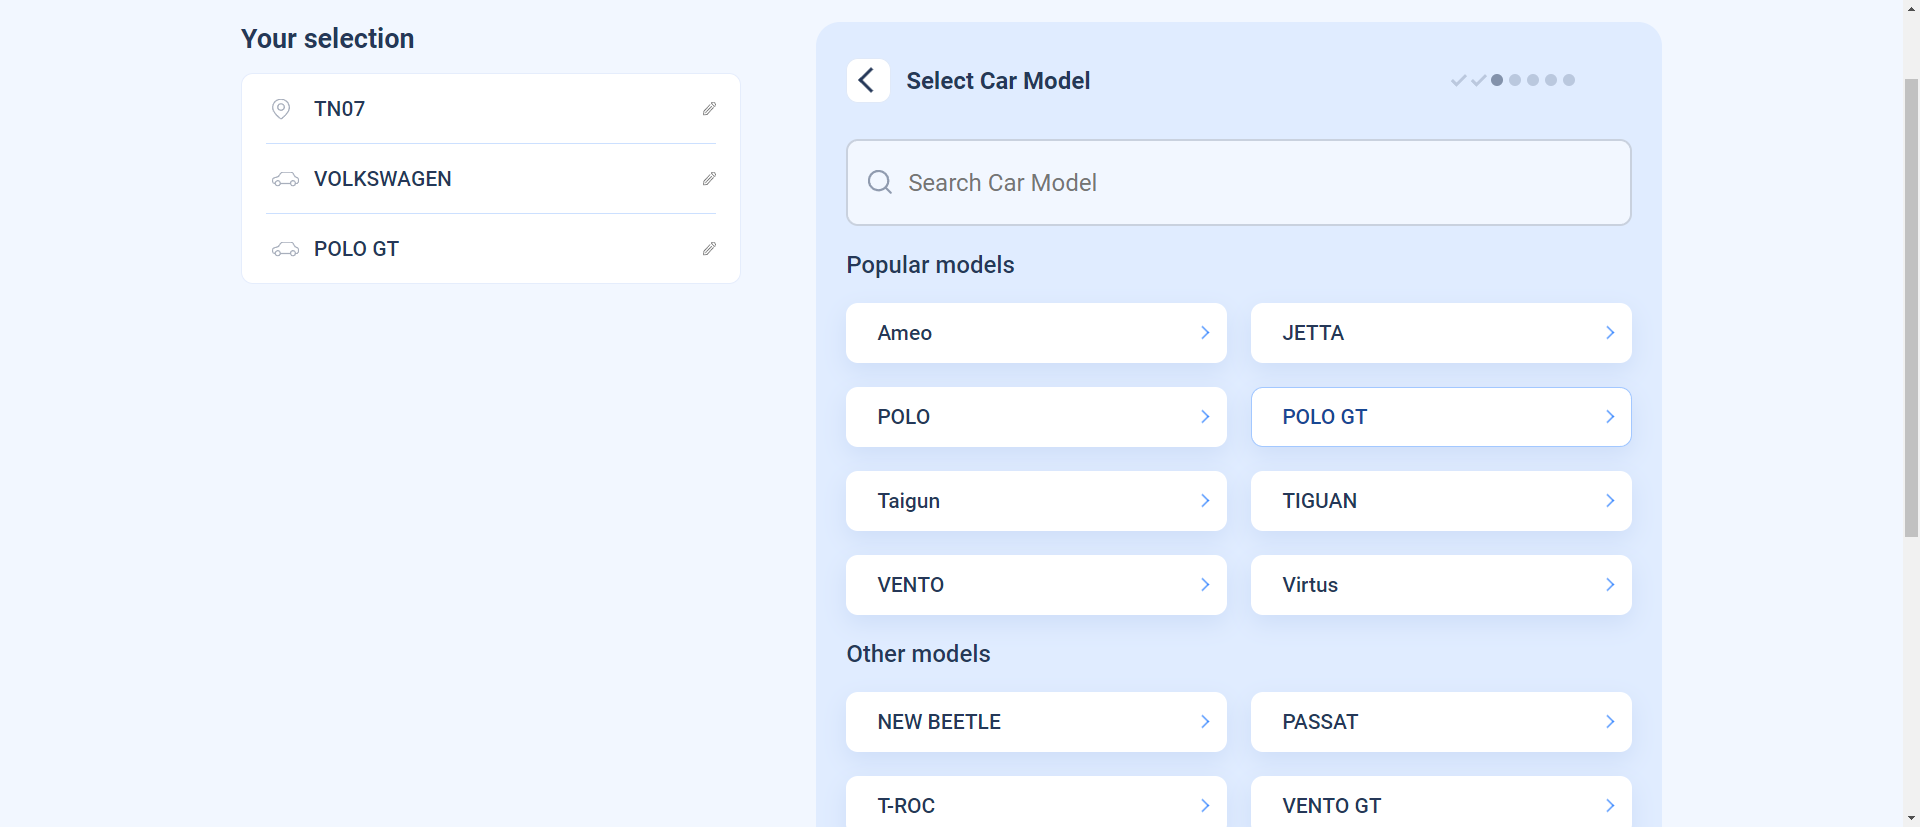 Your selection
TN07
VOLKSWAGEN
POLO GT
Select Car Model
Search Car Model
Popular models
Ameo
JETTA
POLO
POLO GT
Taigun
TIGUAN
VENTO
Virtus
Other models
NEW BEETLE
PASSAT
T-ROC
VENTO GT